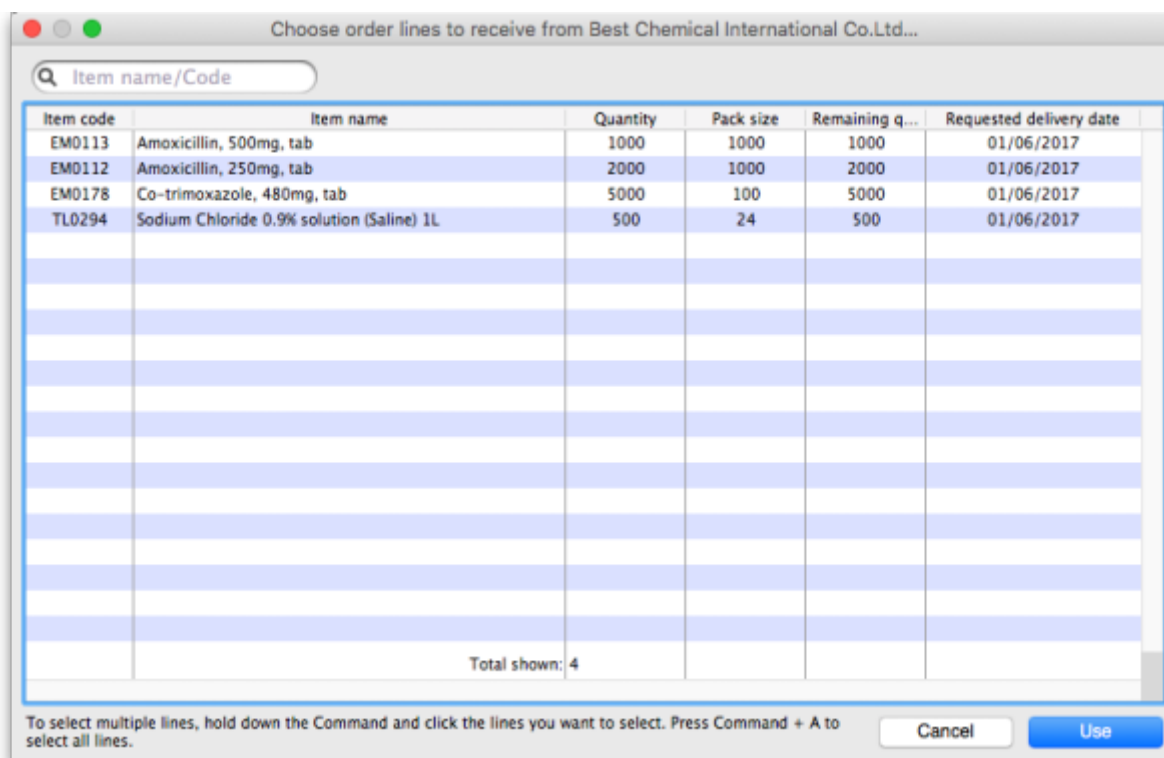 Choose order lines to receive from Best Chemical International Co.Ltd...
Item name/Code
Item code Item name Quantity Pack size Remaining q... Requested delivery date
EM0113 Amoxicillin, 500mg, tab 1000 1000 1000 01/06/2017
EM0112 Amoxicillin, 250mg, tab 2000 1000 2000 01/06/2017
EM0178 Co-trimoxazole, 480mg, tab 5000 100 5000 01/06/2017
TL0294 Sodium Chloride 0.9% solution (Saline) 1L 500 24 500 01/06/2017
Total shown: 4
To select multiple lines, hold down the Command and click the lines you want to select. Press Command + A to
select all lines.
Cancel Use